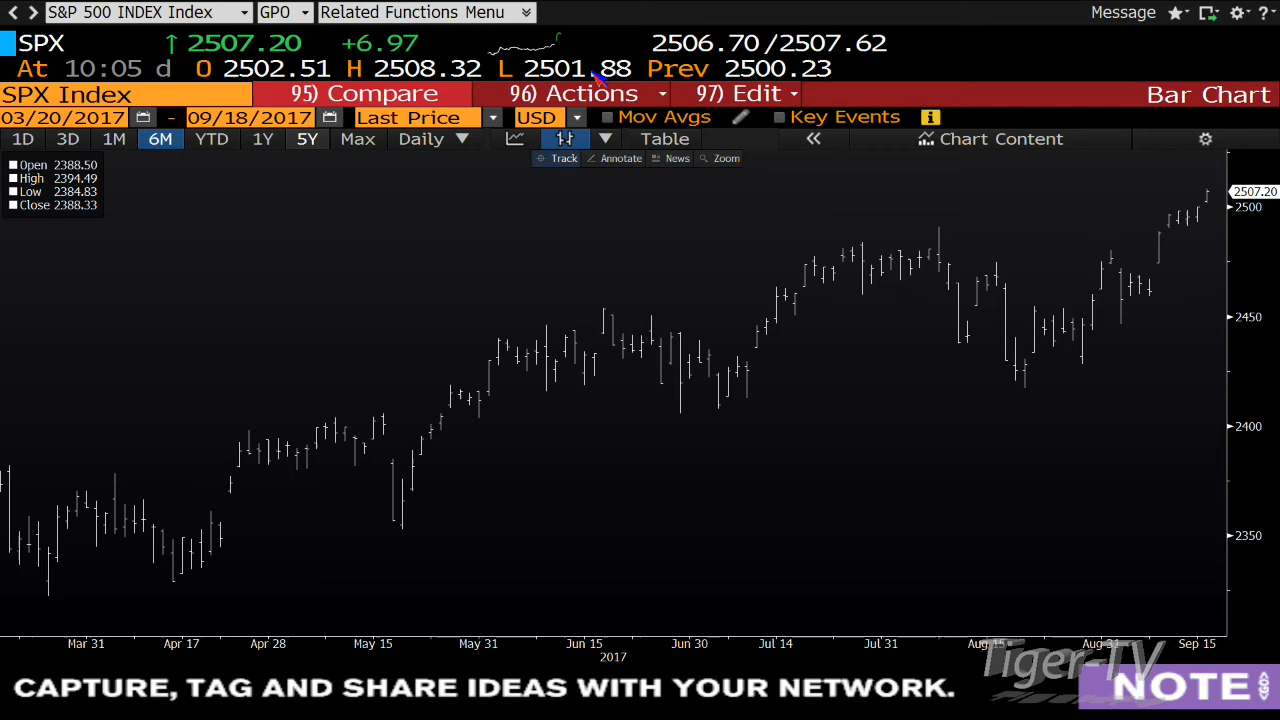 S&P 500 INDEX Index GPO Related Functions Menu Message ?
SPX ↑ 2507.20 +6.97 2506.70/2507.62
At 10:05 d O 2502.51 H 2508.32 L 2501.88 Prev 2500.23
SPX Index 95) Compare 96) Actions 97) Edit Bar Chart
03/20/2017 - 09/18/2017 Last Price USD Mov Avgs Key Events i
1D 3D 1M 6M YTD 1Y 5Y Max Daily Table « Chart Content
Track Annotate News Zoom
Open 2388.50
High 2394.49
Low 2384.83
Close 2388.33
2507.20
2500
2450
2400
2350
Mar 31 Apr 17 Apr 28 May 15 May 31 Jun 15 Jun 30 Jul 14 Jul 31 Aug 15 Aug 31 Sep 15
2017
Tiger-TV
CAPTURE, TAG AND SHARE IDEAS WITH YOUR NETWORK. NOTE